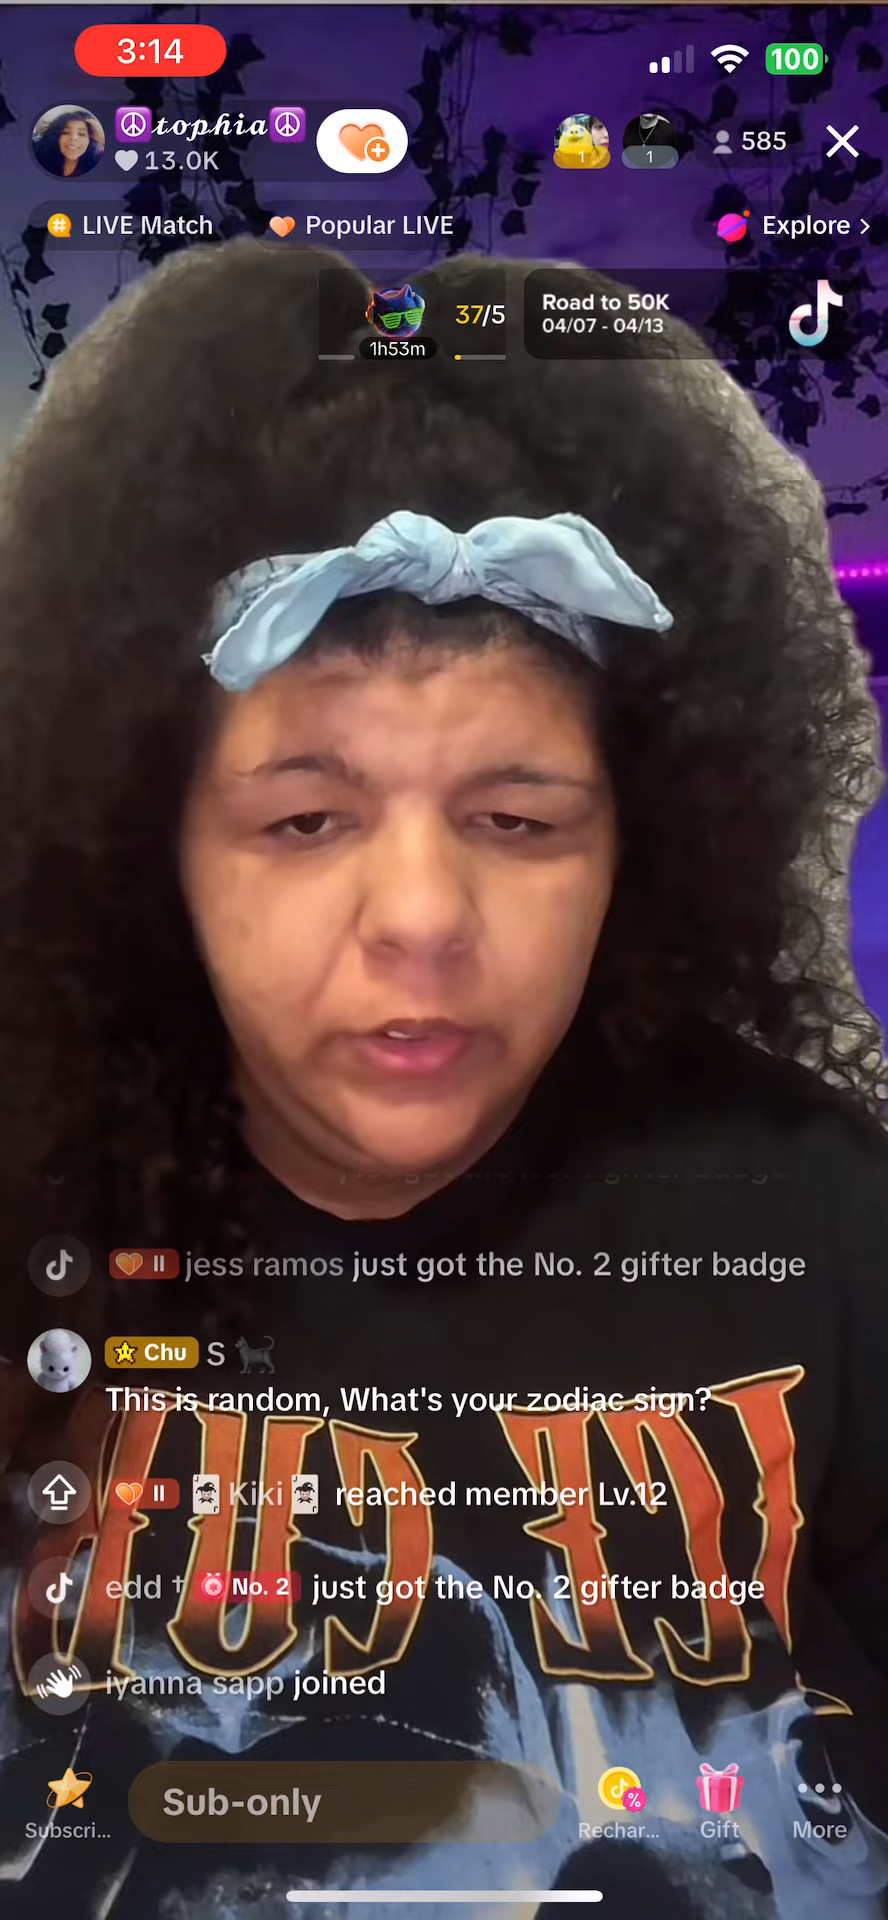 3:14
100
☮tophia☮
13.0K
1
1
585
LIVE Match
Popular LIVE
Explore >
37/5
1h53m
Road to 50K
04/07 - 04/13
II jess ramos just got the No. 2 gifter badge
Chu S 🐈‍⬛
This is random, What's your zodiac sign?
II 🃏Kiki🃏 reached member Lv.12
edd † No. 2 just got the No. 2 gifter badge
iyanna sapp joined
Sub-only
Subscri...
Rechar...
Gift
More